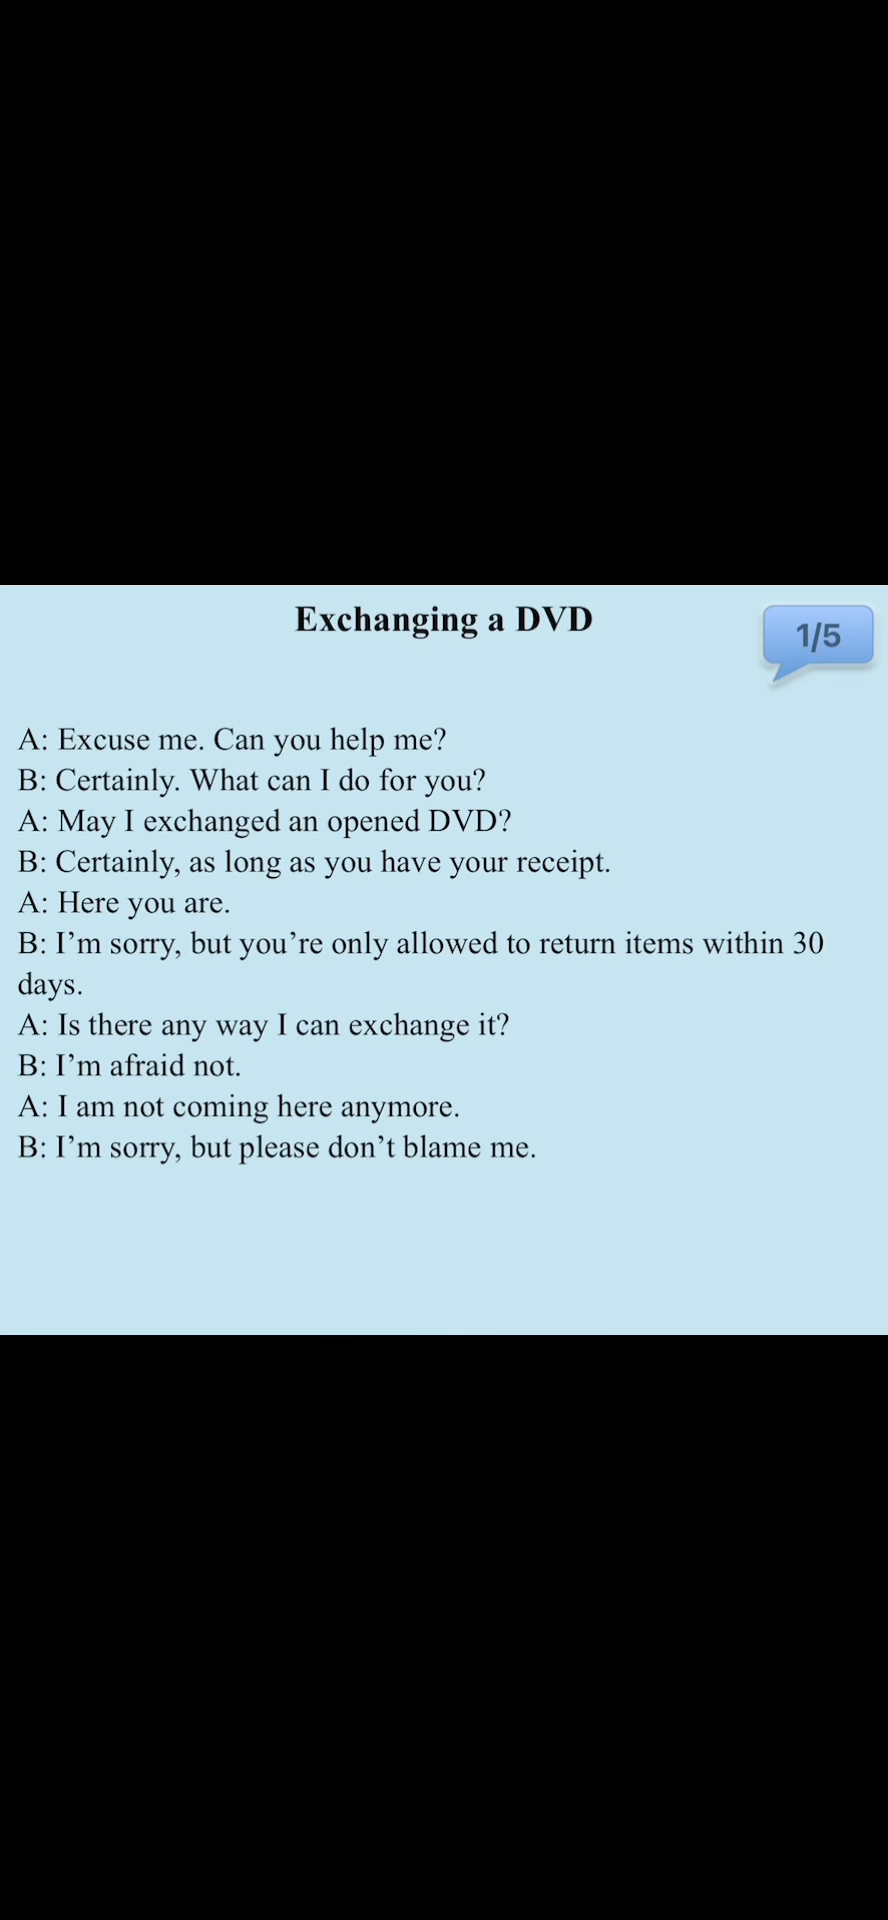 Exchanging a DVD
1/5
A: Excuse me. Can you help me?
B: Certainly. What can I do for you?
A: May I exchanged an opened DVD?
B: Certainly, as long as you have your receipt.
A: Here you are.
B: I’m sorry, but you’re only allowed to return items within 30
days.
A: Is there any way I can exchange it?
B: I’m afraid not.
A: I am not coming here anymore.
B: I’m sorry, but please don’t blame me.